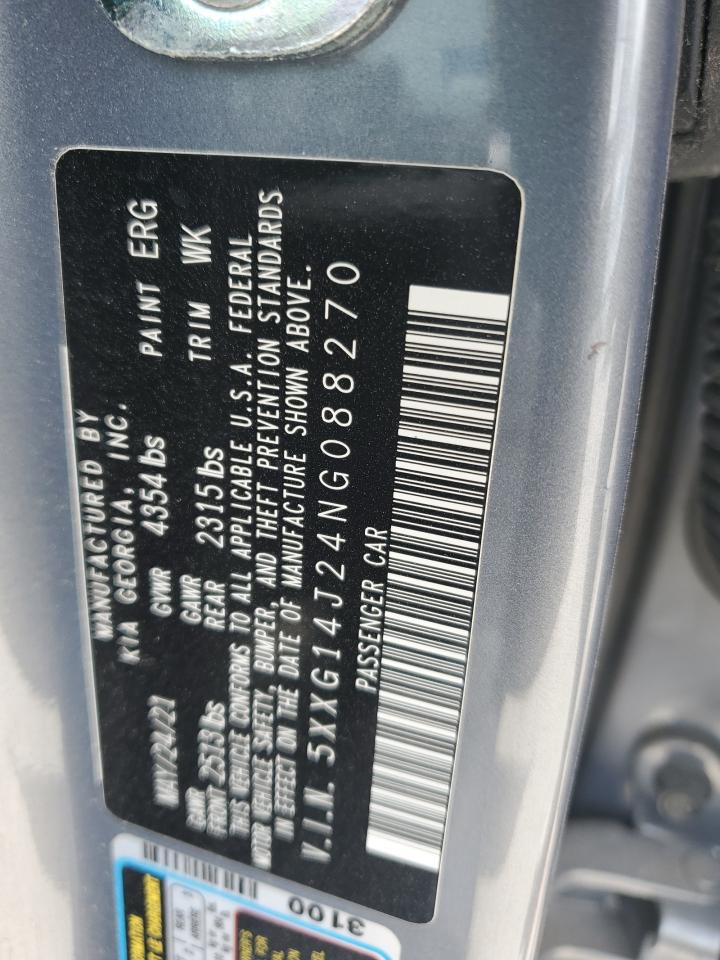 MANUFACTURED BY
KIA GEORGIA, INC.
MAY/24/21 GVWR 4354 lbs PAINT ERG
GAWR FRONT 2513 lbs GAWR REAR 2315 lbs TRIM WK
THIS VEHICLE CONFORMS TO ALL APPLICABLE U.S.A. FEDERAL
MOTOR VEHICLE SAFETY, BUMPER, AND THEFT PREVENTION STANDARDS
IN EFFECT ON THE DATE OF MANUFACTURE SHOWN ABOVE.
V.I.N. 5XXG14J24NG088270
PASSENGER CAR
3100